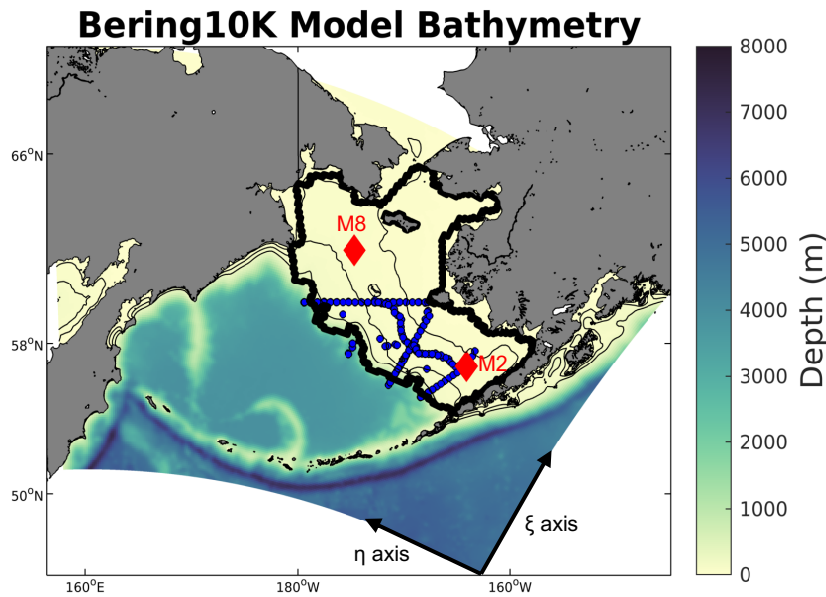 Bering10K Model Bathymetry
66°N
58°N
50°N
160°E
180°W
160°W
M8
M2
ξ axis
η axis
8000
7000
6000
5000
4000
3000
2000
1000
0
Depth (m)